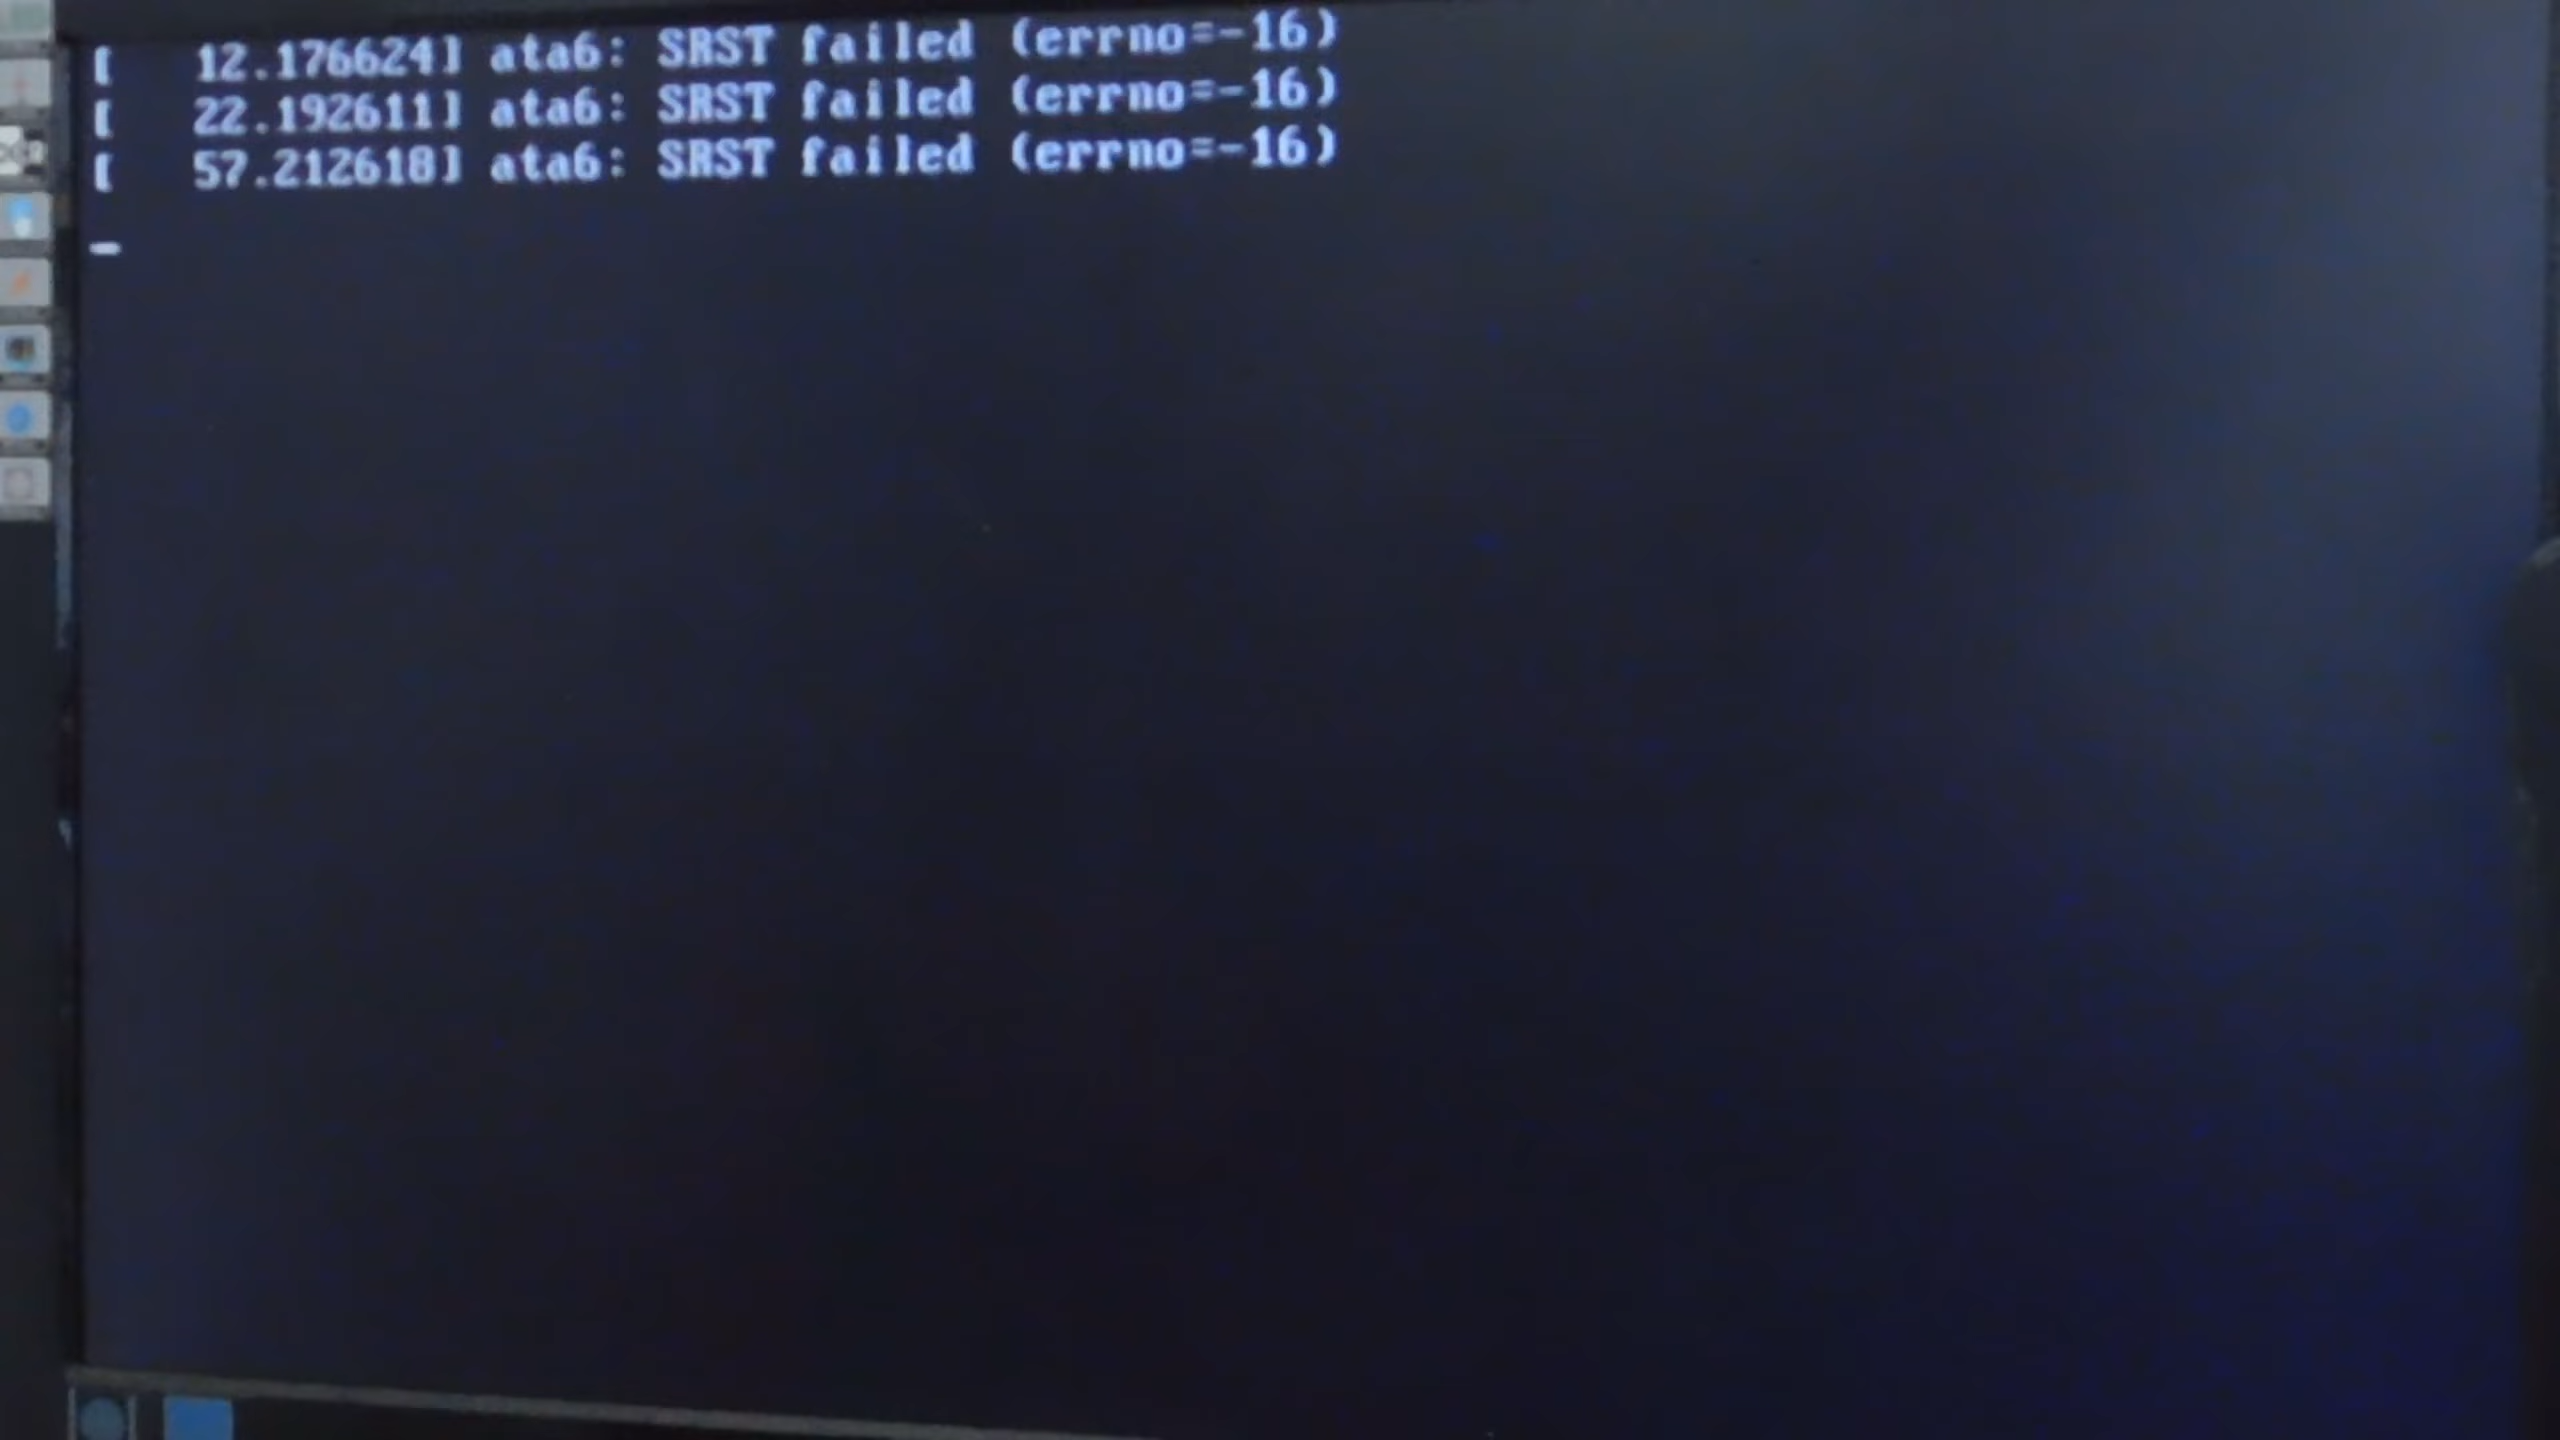 [   12.176624] ata6: SRST failed (errno=-16)
[   22.192611] ata6: SRST failed (errno=-16)
[   57.212618] ata6: SRST failed (errno=-16)